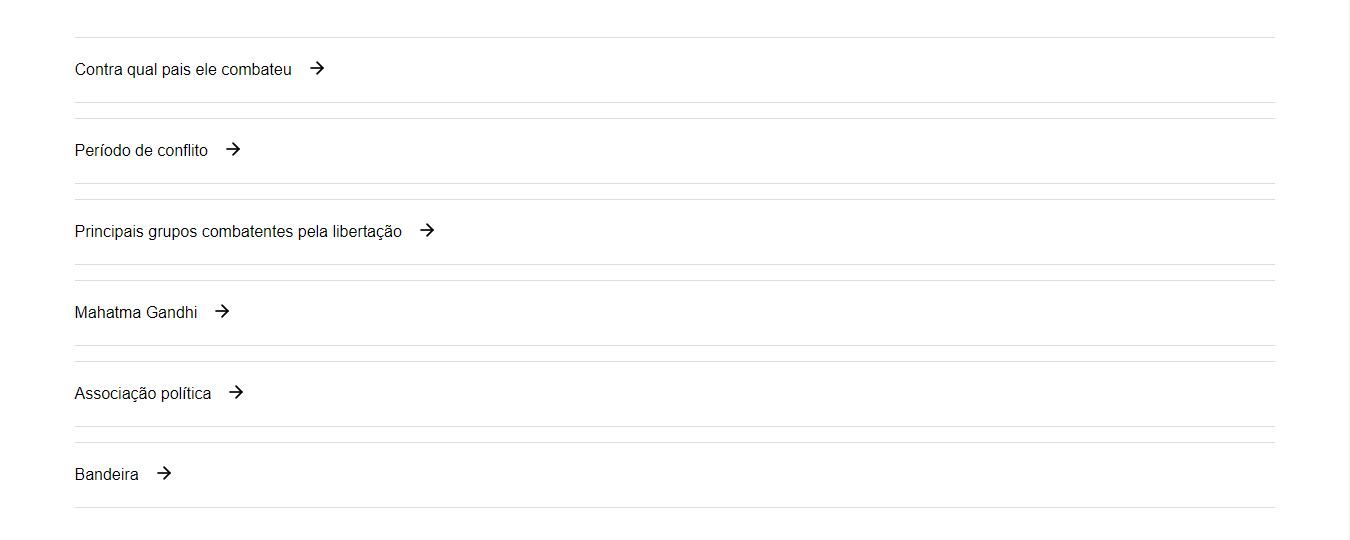 Contra qual pais ele combateu →
Período de conflito →
Principais grupos combatentes pela libertação →
Mahatma Gandhi →
Associação política →
Bandeira →